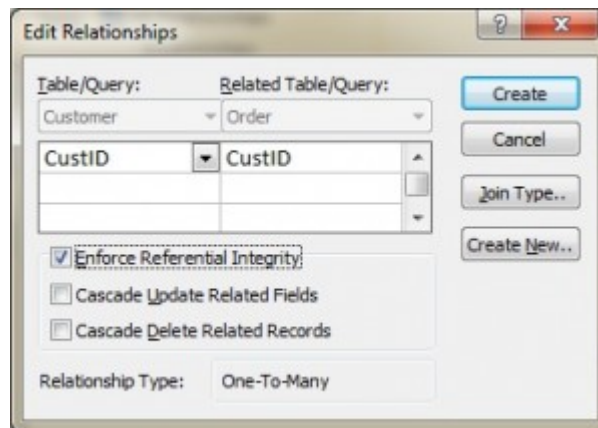 Edit Relationships
Table/Query: Related Table/Query:
Customer Order
CustID CustID
Enforce Referential Integrity
Cascade Update Related Fields
Cascade Delete Related Records
Relationship Type: One-To-Many
Create
Cancel
Join Type..
Create New..